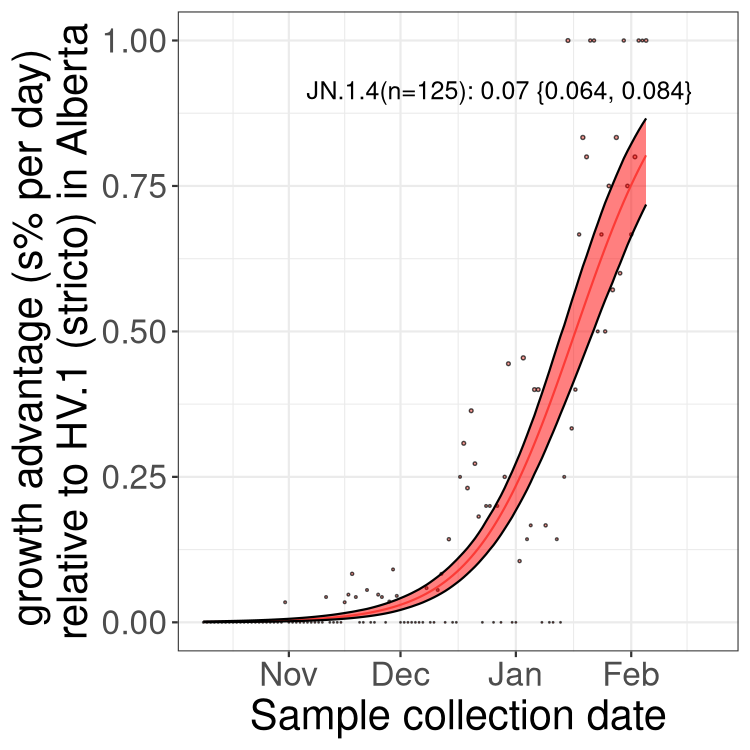 growth advantage (s% per day)
relative to HV.1 (stricto) in Alberta
1.00
0.75
0.50
0.25
0.00
JN.1.4(n=125): 0.07 {0.064, 0.084}
Nov Dec Jan Feb
Sample collection date